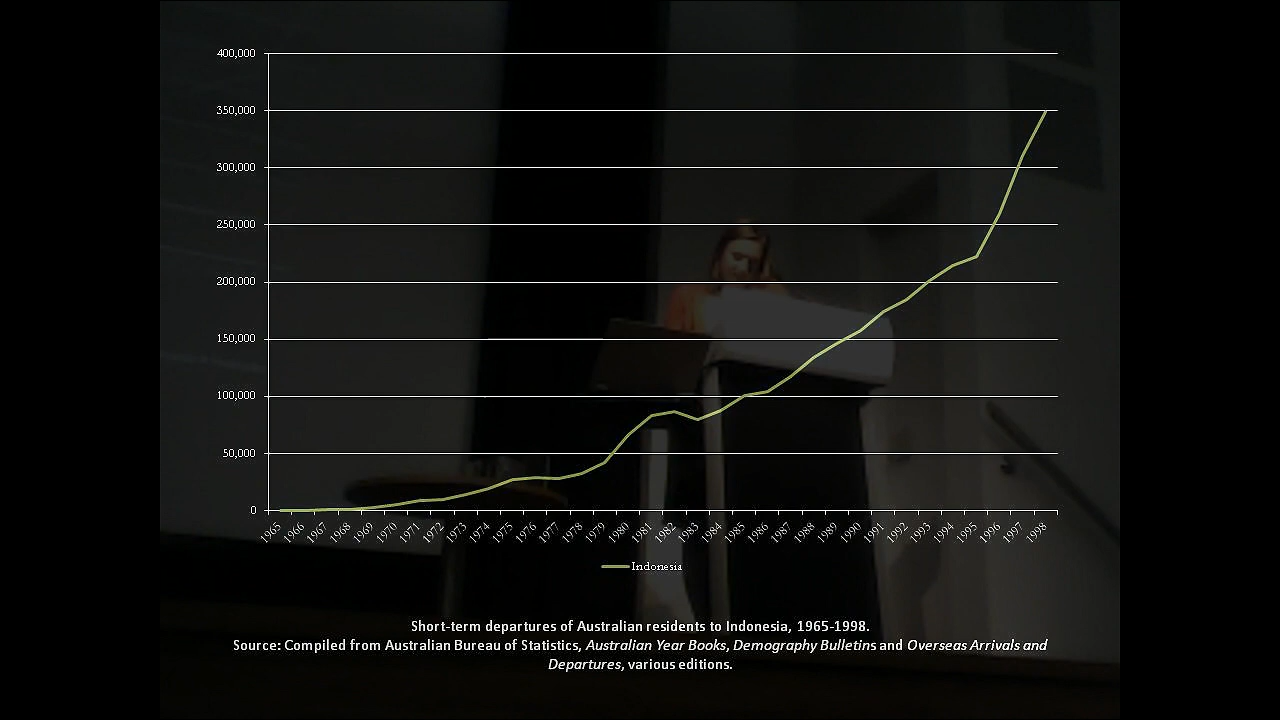 400,000
350,000
300,000
250,000
200,000
150,000
100,000
50,000
0
1965 1966 1967 1968 1969 1970 1971 1972 1973 1974 1975 1976 1977 1978 1979 1980 1981 1982 1983 1984 1985 1986 1987 1988 1989 1990 1991 1992 1993 1994 1995 1996 1997 1998
Indonesia
Short-term departures of Australian residents to Indonesia, 1965-1998.
Source: Compiled from Australian Bureau of Statistics, Australian Year Books, Demography Bulletins and Overseas Arrivals and
Departures, various editions.